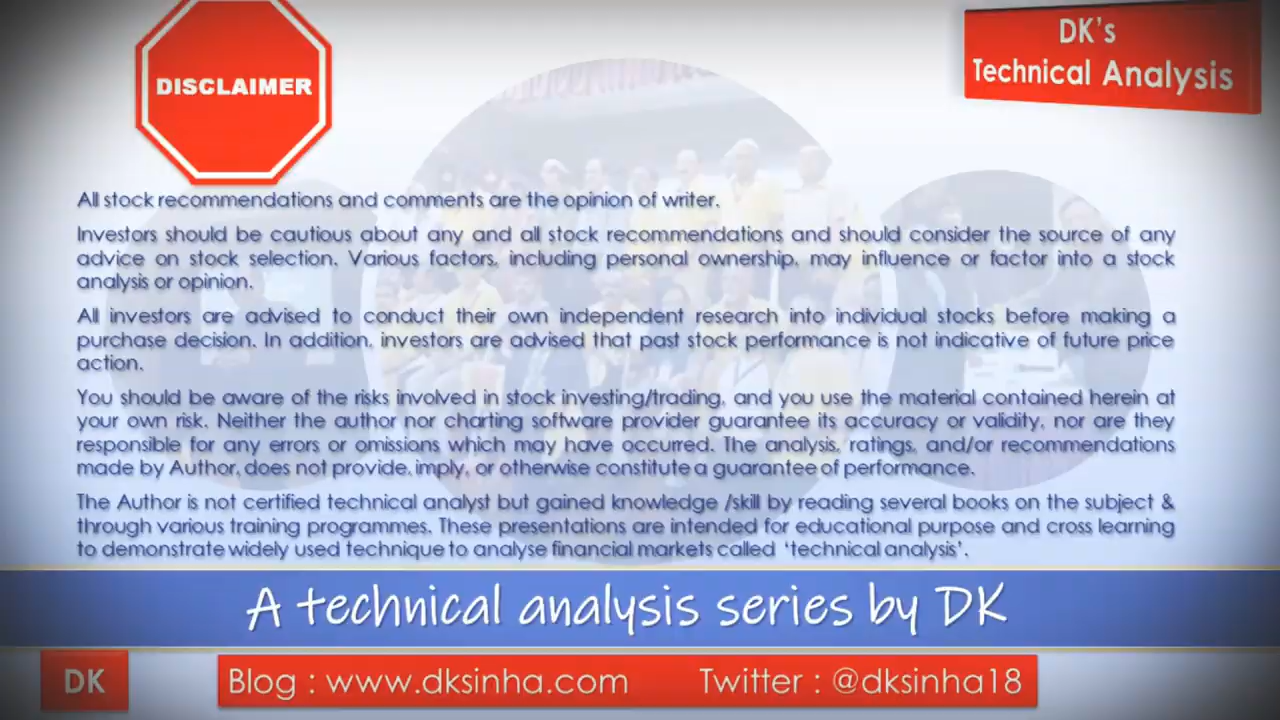 DISCLAIMER
DK's
Technical Analysis
All stock recommendations and comments are the opinion of writer.
Investors should be cautious about any and all stock recommendations and should consider the source of any
advice on stock selection. Various factors, including personal ownership, may influence or factor into a stock
analysis or opinion.
All investors are advised to conduct their own independent research into individual stocks before making a
purchase decision. In addition, investors are advised that past stock performance is not indicative of future price
action.
You should be aware of the risks involved in stock investing/trading, and you use the material contained herein at
your own risk. Neither the author nor charting software provider guarantee its accuracy or validity, nor are they
responsible for any errors or omissions which may have occurred. The analysis, ratings, and/or recommendations
made by Author, does not provide, imply, or otherwise constitute a guarantee of performance.
The Author is not certified technical analyst but gained knowledge /skill by reading several books on the subject &
through various training programmes. These presentations are intended for educational purpose and cross learning
to demonstrate widely used technique to analyse financial markets called 'technical analysis'.
A technical analysis series by DK
DK
Blog : www.dksinha.com Twitter : @dksinha18